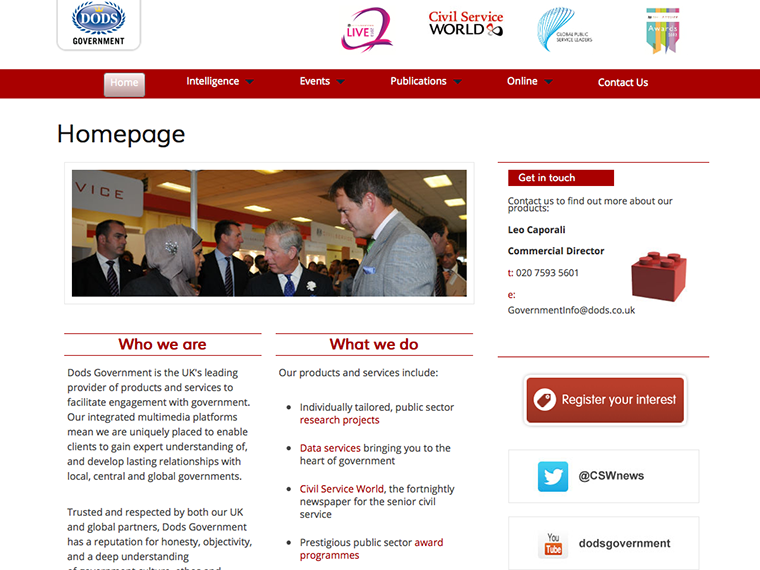 DODS
GOVERNMENT
LIVE
Civil Service
WORLD
GLOBAL PUBLIC
SERVICE LEADERS
Awards
Home
Intelligence
Events
Publications
Online
Contact Us
Homepage
VICE
Get in touch
Contact us to find out more about our
products:
Leo Caporali
Commercial Director
t: 020 7593 5601
e:
GovernmentInfo@dods.co.uk
Who we are
Dods Government is the UK's leading
provider of products and services to
facilitate engagement with government.
Our integrated multimedia platforms
mean we are uniquely placed to enable
clients to gain expert understanding of,
and develop lasting relationships with
local, central and global governments.
Trusted and respected by both our UK
and global partners, Dods Government
has a reputation for honesty, objectivity,
and a deep understanding
of government culture, ethos and
What we do
Our products and services include:
Individually tailored, public sector
research projects
Data services bringing you to the
heart of government
Civil Service World, the fortnightly
newspaper for the senior civil
service
Prestigious public sector award
programmes
Register your interest
@CSWnews
You
Tube
dodsgovernment